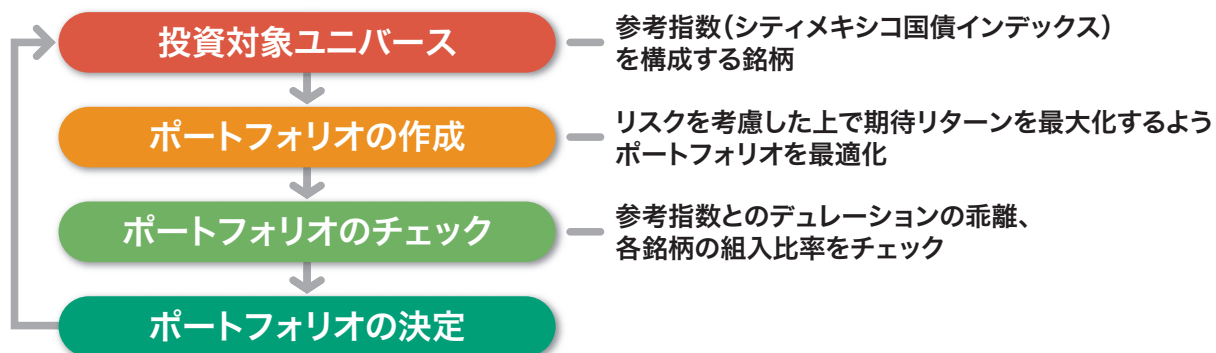 投資対象ユニバース
参考指数（シティメキシコ国債インデックス）
を構成する銘柄
ポートフォリオの作成
リスクを考慮した上で期待リターンを最大化するよう
ポートフォリオを最適化
ポートフォリオのチェック
参考指数とのデュレーションの乖離、
各銘柄の組入比率をチェック
ポートフォリオの決定